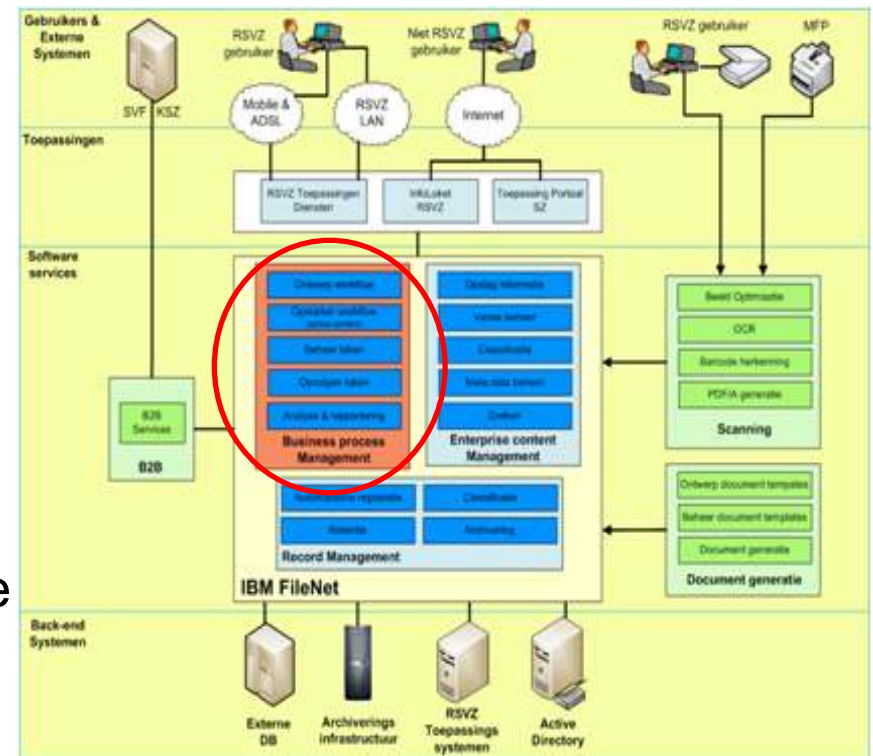 Gebruikers &
Externe
Systemen
SVF KSZ
RSVZ
gebruiker
Niet RSVZ
gebruiker
RSVZ gebruiker
MFP
Mobile &
ADSL
RSVZ
LAN
Internet
Toepassingen
RSVZ Toepassingen
Diensten
InfoLoket
RSVZ
Toepassing Portaal
SZ
Software
services
Ontwerp workflow
Opstarten workflow
Beheer taken
Opvolgen taken
Analyse & rapportering
Business process
Management
Opslag informatie
Versie beheer
Classificatie
Meta data beheer
Zoeken
Enterprise content
Management
registratie
Classificatie
Retentie
Archivering
Record Management
IBM FileNet
B2B
Services
B2B
Beeld Optimisatie
OCR
Barcode herkenning
PDF/A generatie
Scanning
Ontwerp document tempates
Beheer document templates
Document generatie
Document generatie
e
Back-end
Systemen
Externe
DB
Archiverings
infrastructuur
RSVZ
Toepassings
systemen
Active
Directory